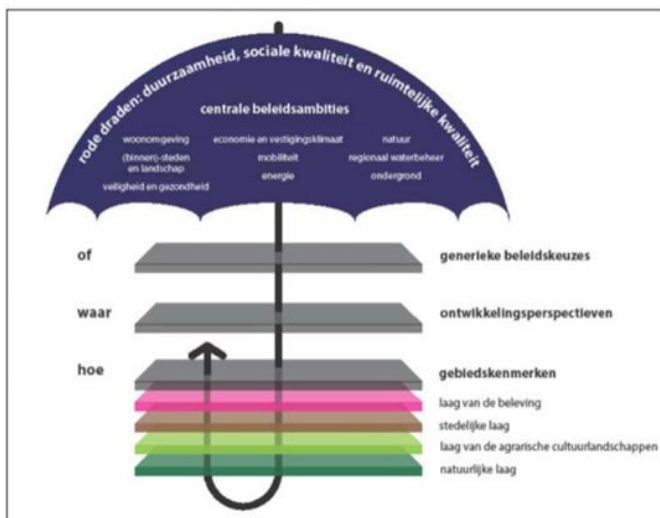 rode draden: duurzaamheid, sociale kwaliteit en ruimtelijke kwaliteit
centrale beleidsambities
woonomgeving
(binnen)-steden
en landschap
veiligheid en gezondheid
economie en vestigingsklimaat
mobiliteit
energie
natuur
regionaal waterbeheer
ondergrond
of
generieke beleidskeuzes
waar
ontwikkelingsperspectieven
hoe
gebiedskenmerken
laag van de beleving
stedelijke laag
laag van de agrarische cultuurlandschappen
natuurlijke laag